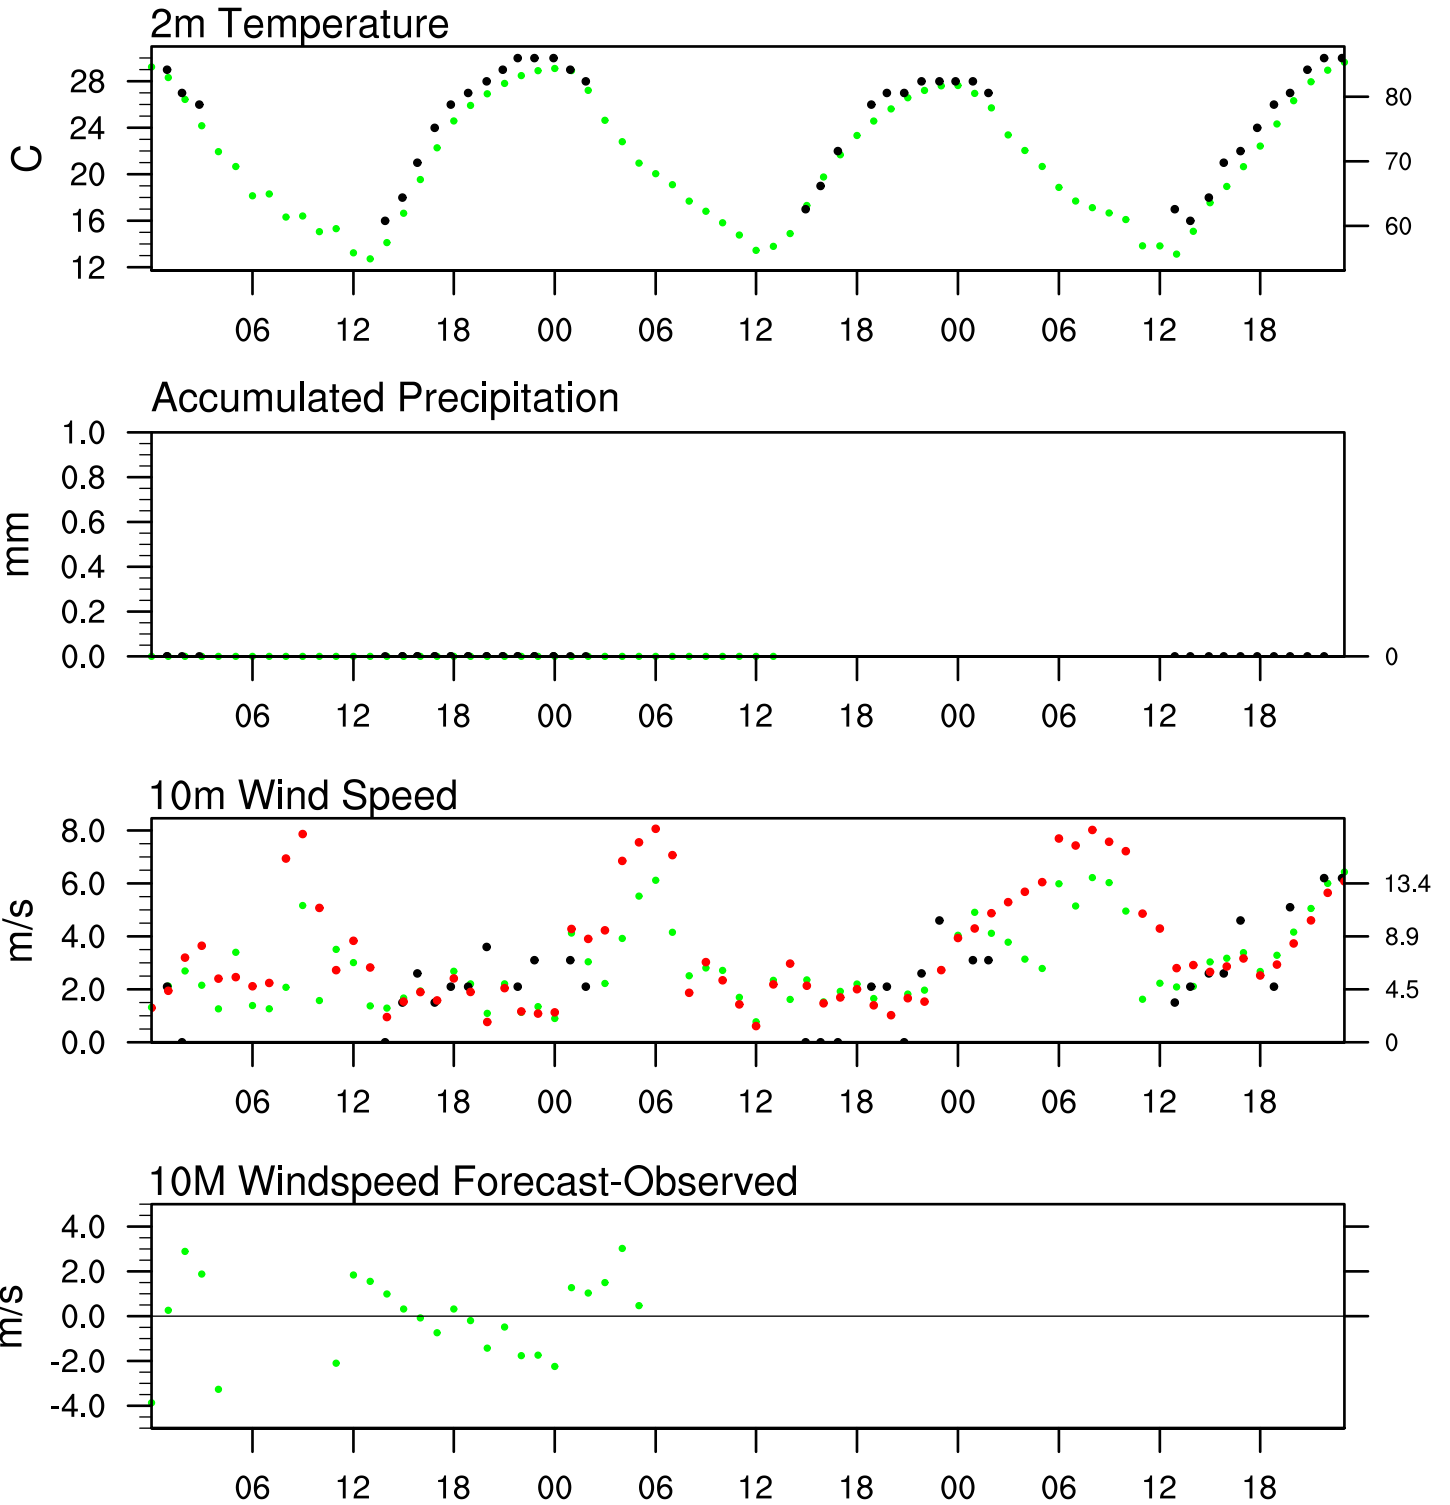 2m Temperature
C
28
24
20
16
12
80
70
60
06 12 18 00 06 12 18 00 06 12 18
Accumulated Precipitation
mm
1.0
0.8
0.6
0.4
0.2
0.0
0
06 12 18 00 06 12 18 00 06 12 18
10m Wind Speed
m/s
8.0
6.0
4.0
2.0
0.0
13.4
8.9
4.5
0
06 12 18 00 06 12 18 00 06 12 18
10M Windspeed Forecast-Observed
m/s
4.0
2.0
0.0
-2.0
-4.0
06 12 18 00 06 12 18 00 06 12 18